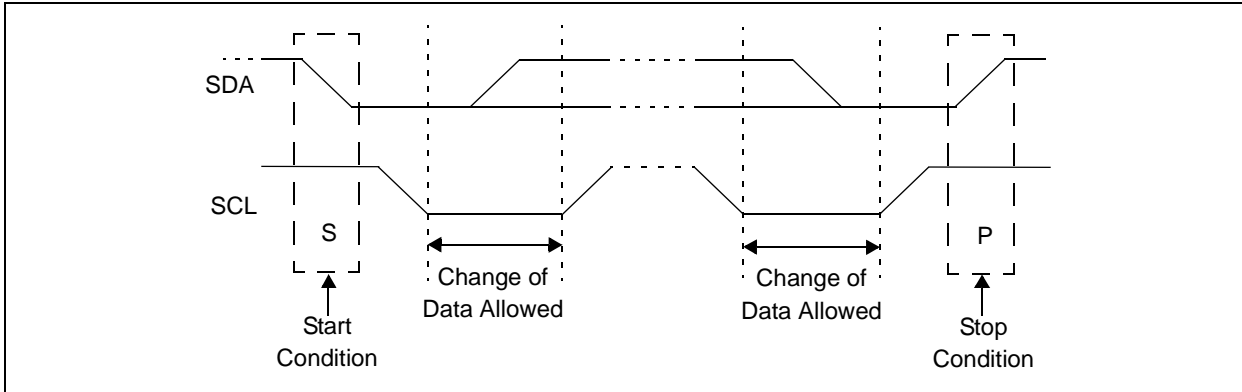 SDA
SCL
S
P
Change of
Data Allowed
Change of
Data Allowed
Start
Condition
Stop
Condition